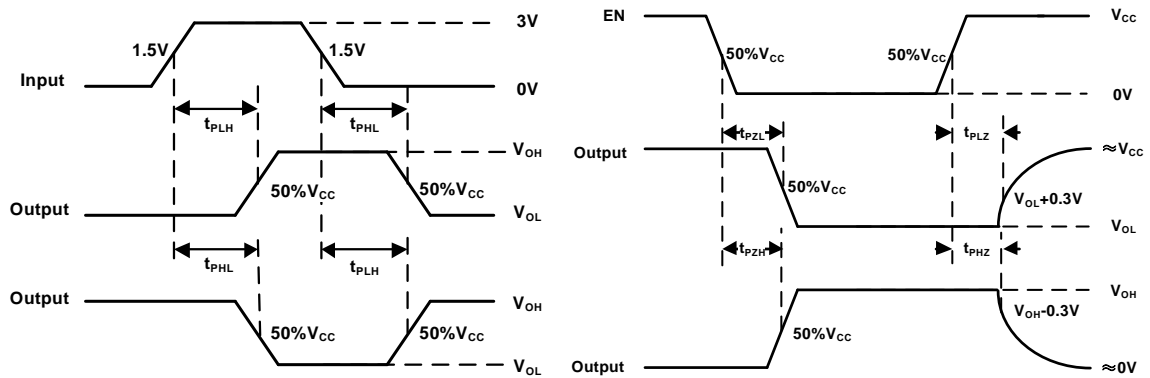 3V
1.5V
1.5V
Input
0V
tPLH
tPHL
VOH
50%VCC
50%VCC
Output
VOL
tPHL
tPLH
Output
VOH
50%VCC
50%VCC
VOL
EN
VCC
50%VCC
50%VCC
0V
tPZL
tPLZ
Output
≈VCC
50%VCC
VOL+0.3V
VOL
tPZH
tPHZ
VOH
VOH-0.3V
50%VCC
Output
≈0V